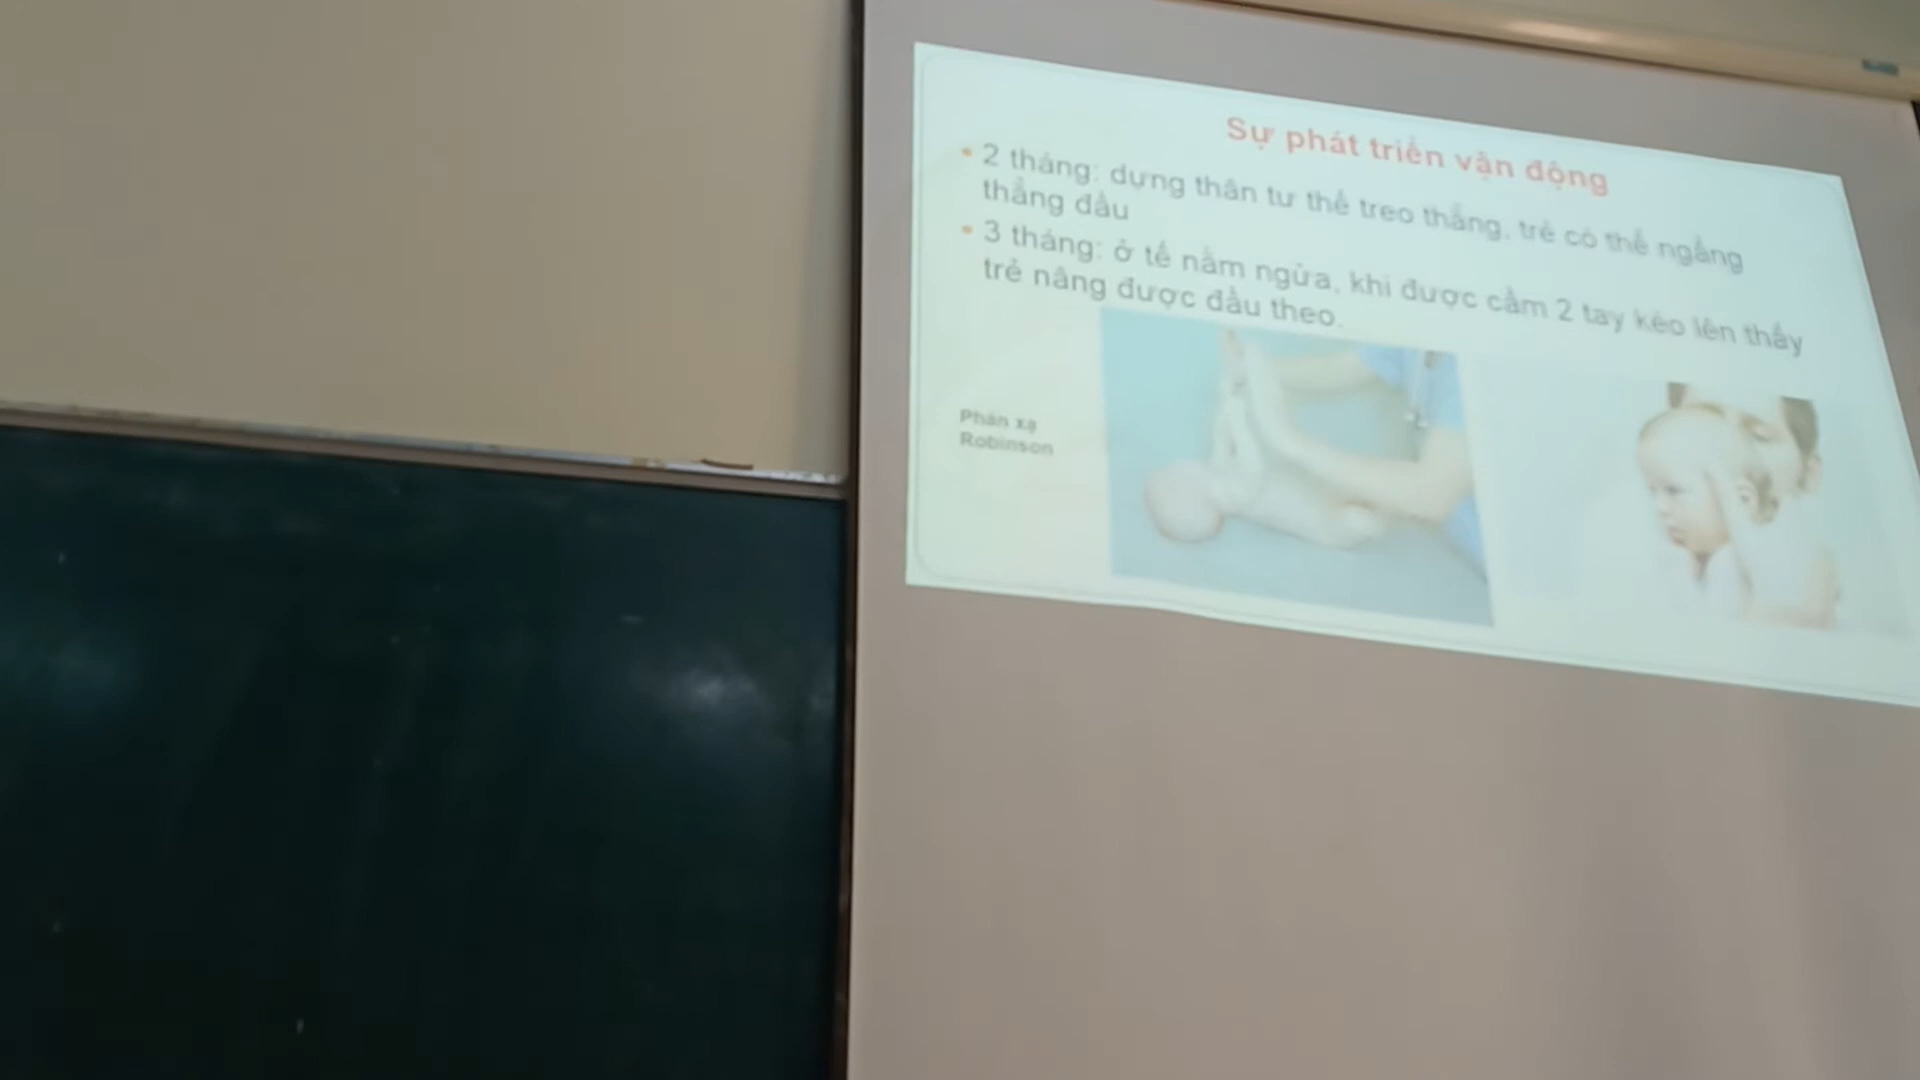 Sự phát triển vận động
• 2 tháng: dựng thân tư thế treo thẳng, trẻ có thể ngẩng
thẳng đầu
• 3 tháng: ở tế nằm ngửa, khi được cầm 2 tay kéo lên thấy
trẻ nâng được đầu theo.
Phản xạ
Robinson